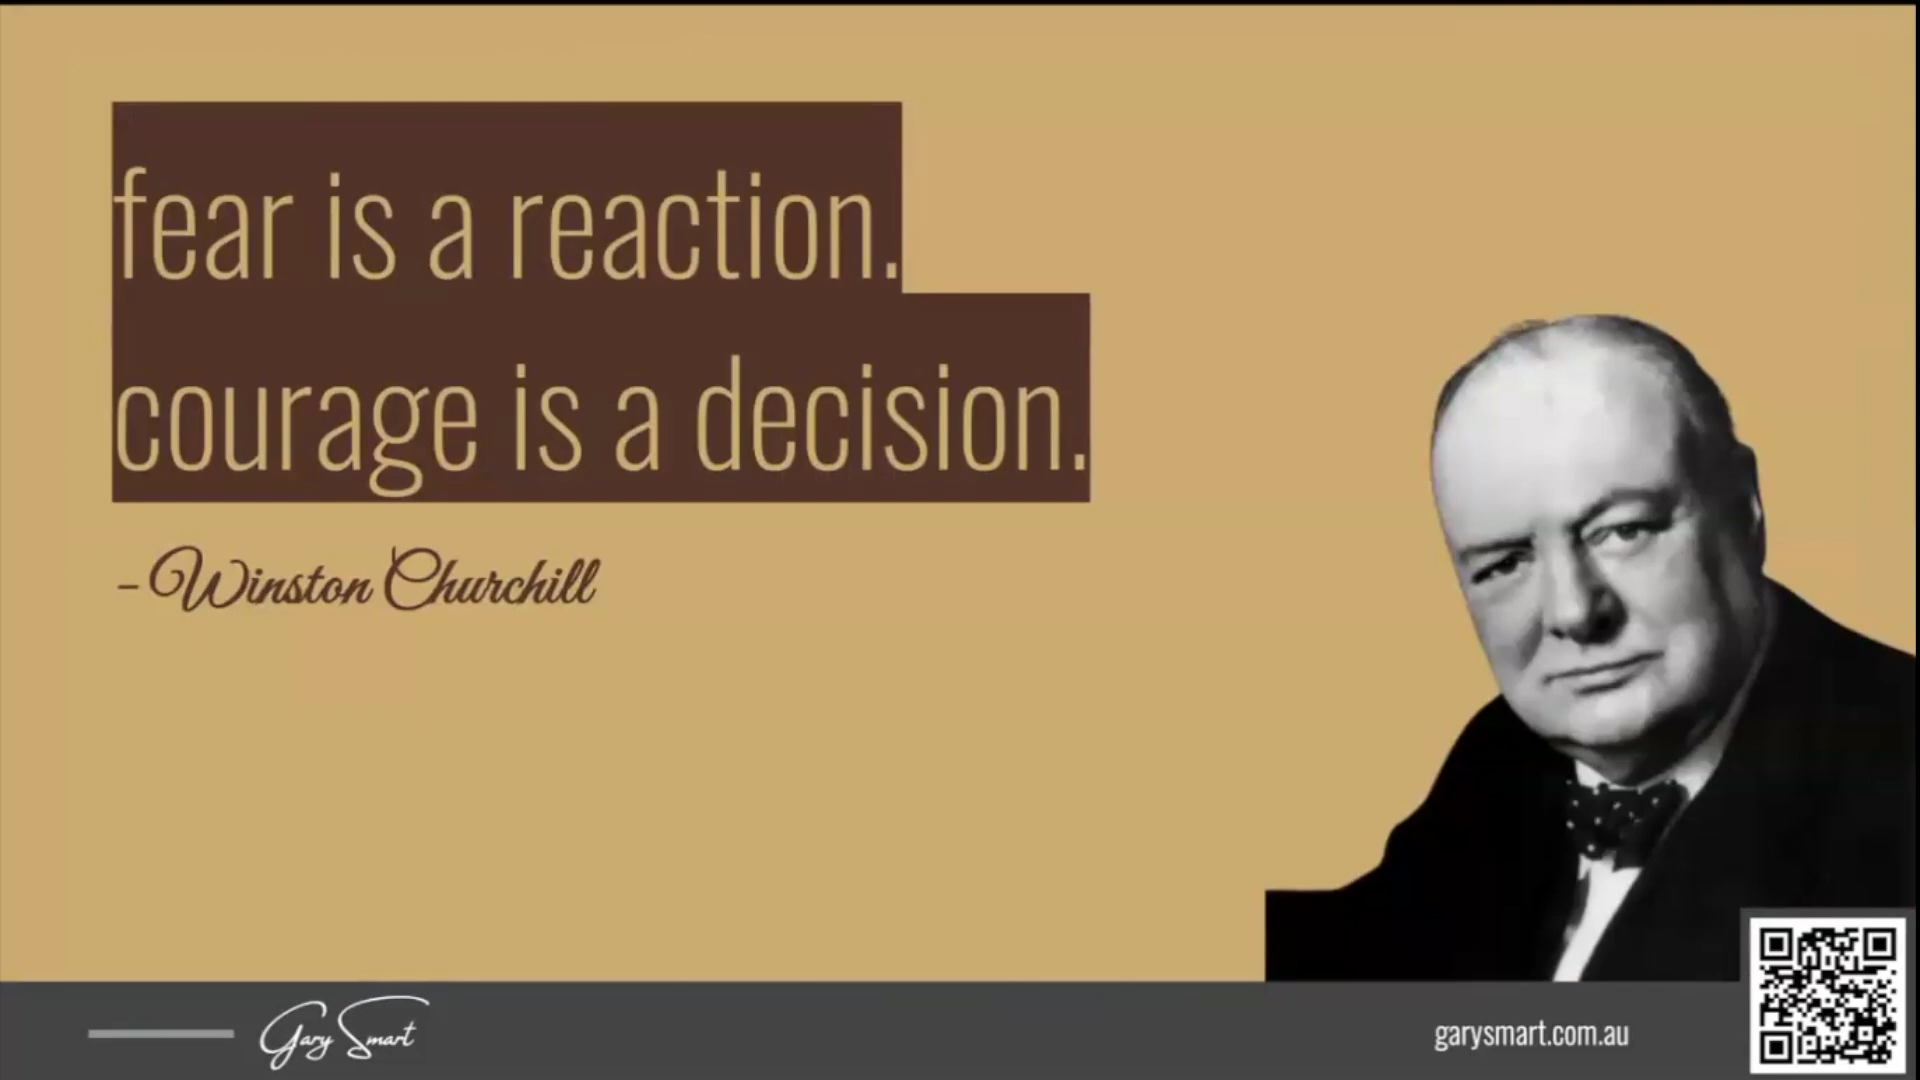 fear is a reaction.
courage is a decision.
– Winston Churchill
Gary Smart
garysmart.com.au